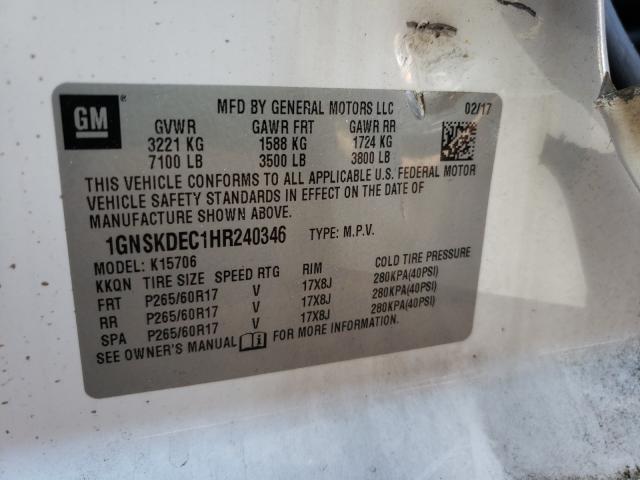 GM ®
MFD BY GENERAL MOTORS LLC 02/17
GVWR GAWR FRT GAWR RR
3221 KG 1588 KG 1724 KG
7100 LB 3500 LB 3800 LB
THIS VEHICLE CONFORMS TO ALL APPLICABLE U.S. FEDERAL MOTOR
VEHICLE SAFETY STANDARDS IN EFFECT ON THE DATE OF
MANUFACTURE SHOWN ABOVE.
1GNSKDEC1HR240346 TYPE: M.P.V.
MODEL: K15706
KKQN TIRE SIZE SPEED RTG RIM COLD TIRE PRESSURE
FRT P265/60R17 V 17X8J 280KPA(40PSI)
RR P265/60R17 V 17X8J 280KPA(40PSI)
SPA P265/60R17 V 17X8J 280KPA(40PSI)
SEE OWNER'S MANUAL FOR MORE INFORMATION.